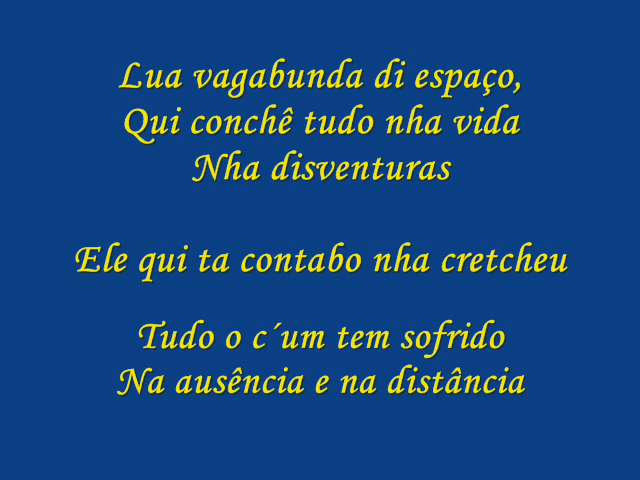 Lua vagabunda di espaço,
Qui conchê tudo nha vida
Nha disventuras
Ele qui ta contabo nha cretcheu
Tudo o c´um tem sofrido
Na ausência e na distância